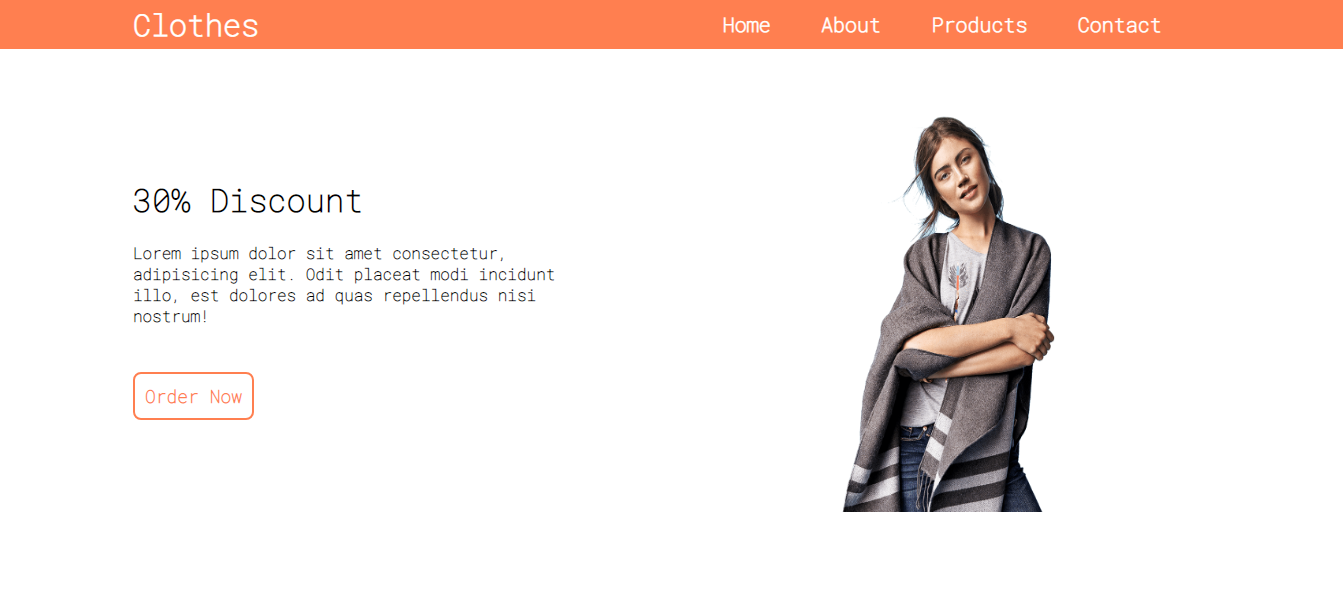 Clothes
Home About Products Contact
30% Discount
Lorem ipsum dolor sit amet consectetur,
adipisicing elit. Odit placeat modi incidunt
illo, est dolores ad quas repellendus nisi
nostrum!
Order Now